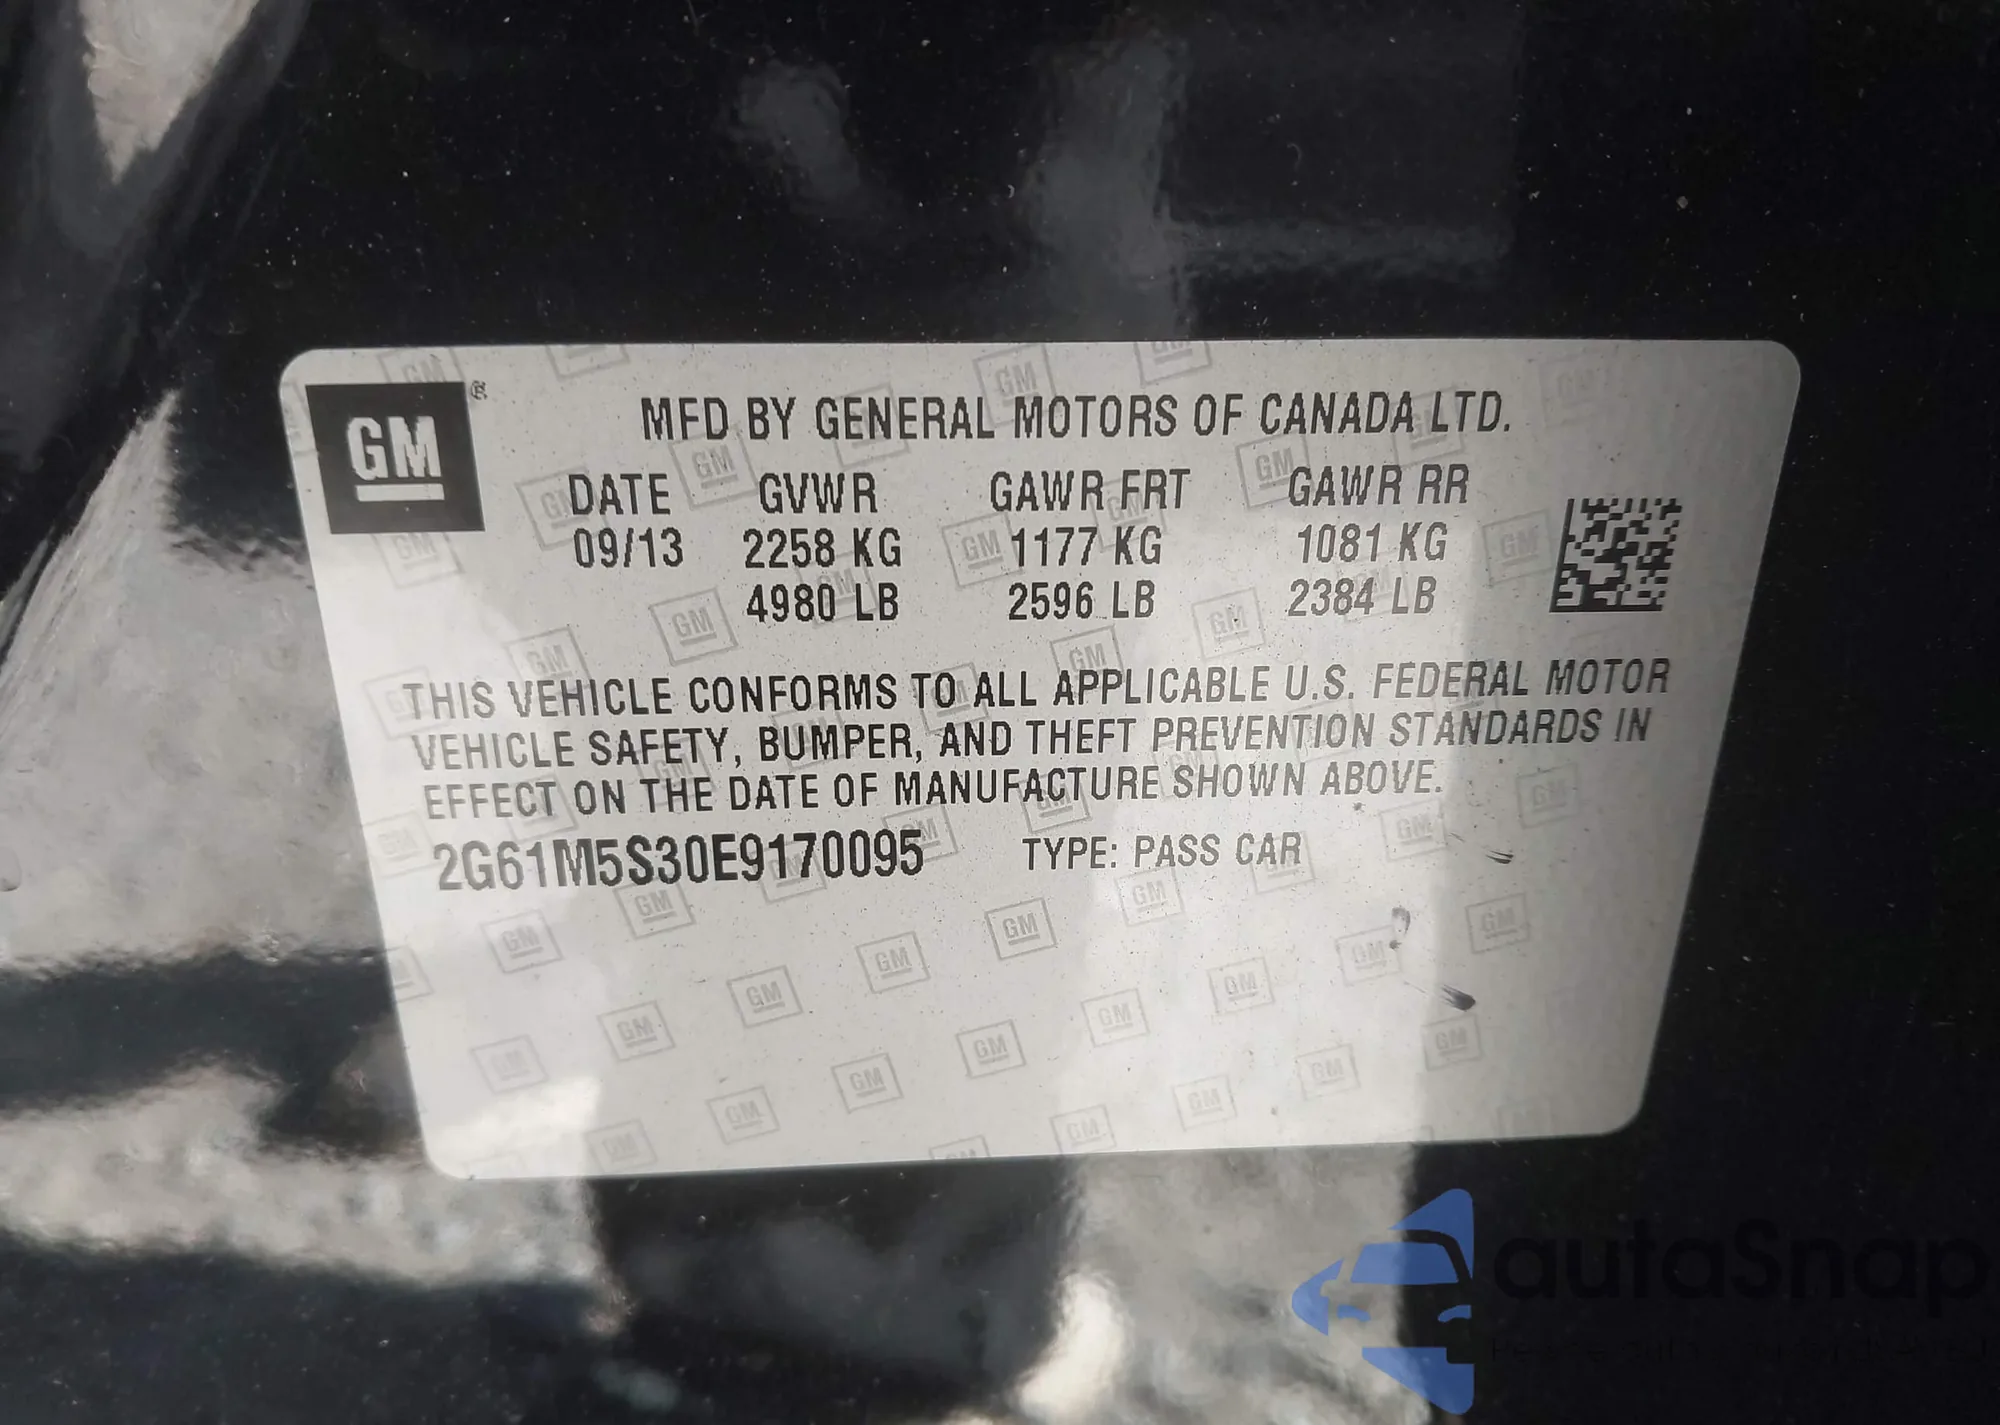 GM
MFD BY GENERAL MOTORS OF CANADA LTD.
DATE GVWR GAWR FRT GAWR RR
09/13 2258 KG 1177 KG 1081 KG
4980 LB 2596 LB 2384 LB
THIS VEHICLE CONFORMS TO ALL APPLICABLE U.S. FEDERAL MOTOR
VEHICLE SAFETY, BUMPER, AND THEFT PREVENTION STANDARDS IN
EFFECT ON THE DATE OF MANUFACTURE SHOWN ABOVE.
2G61M5S30E9170095 TYPE: PASS CAR
autaSnap